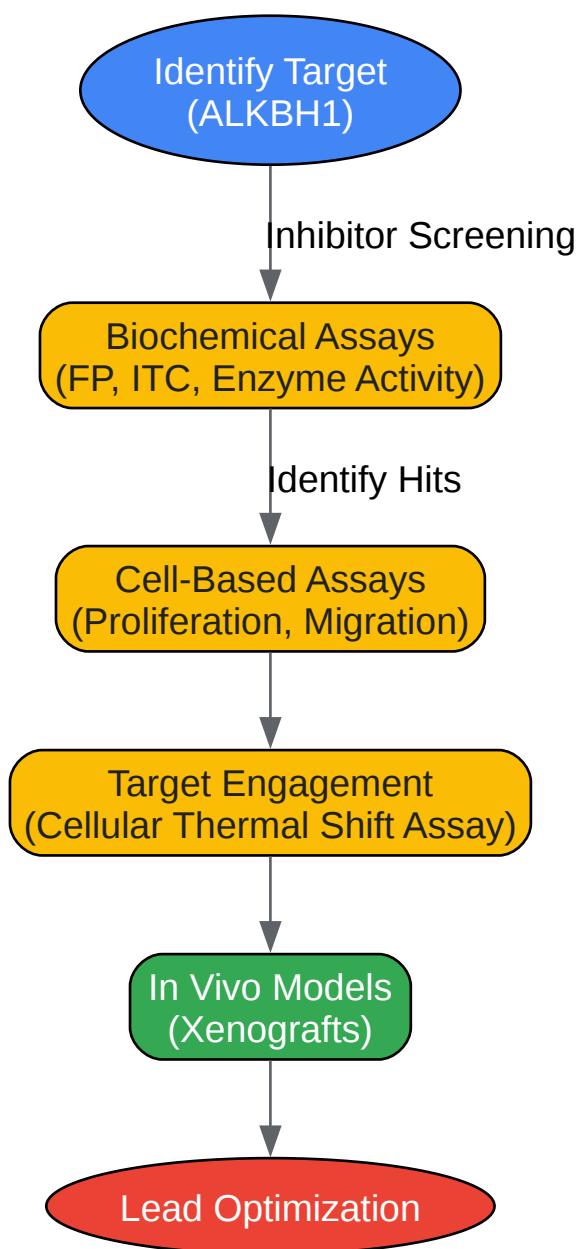 Identify Target
(ALKBH1)
Inhibitor Screening
Biochemical Assays
(FP, ITC, Enzyme Activity)
Identify Hits
Cell-Based Assays
(Proliferation, Migration)
Target Engagement
(Cellular Thermal Shift Assay)
In Vivo Models
(Xenografts)
Lead Optimization